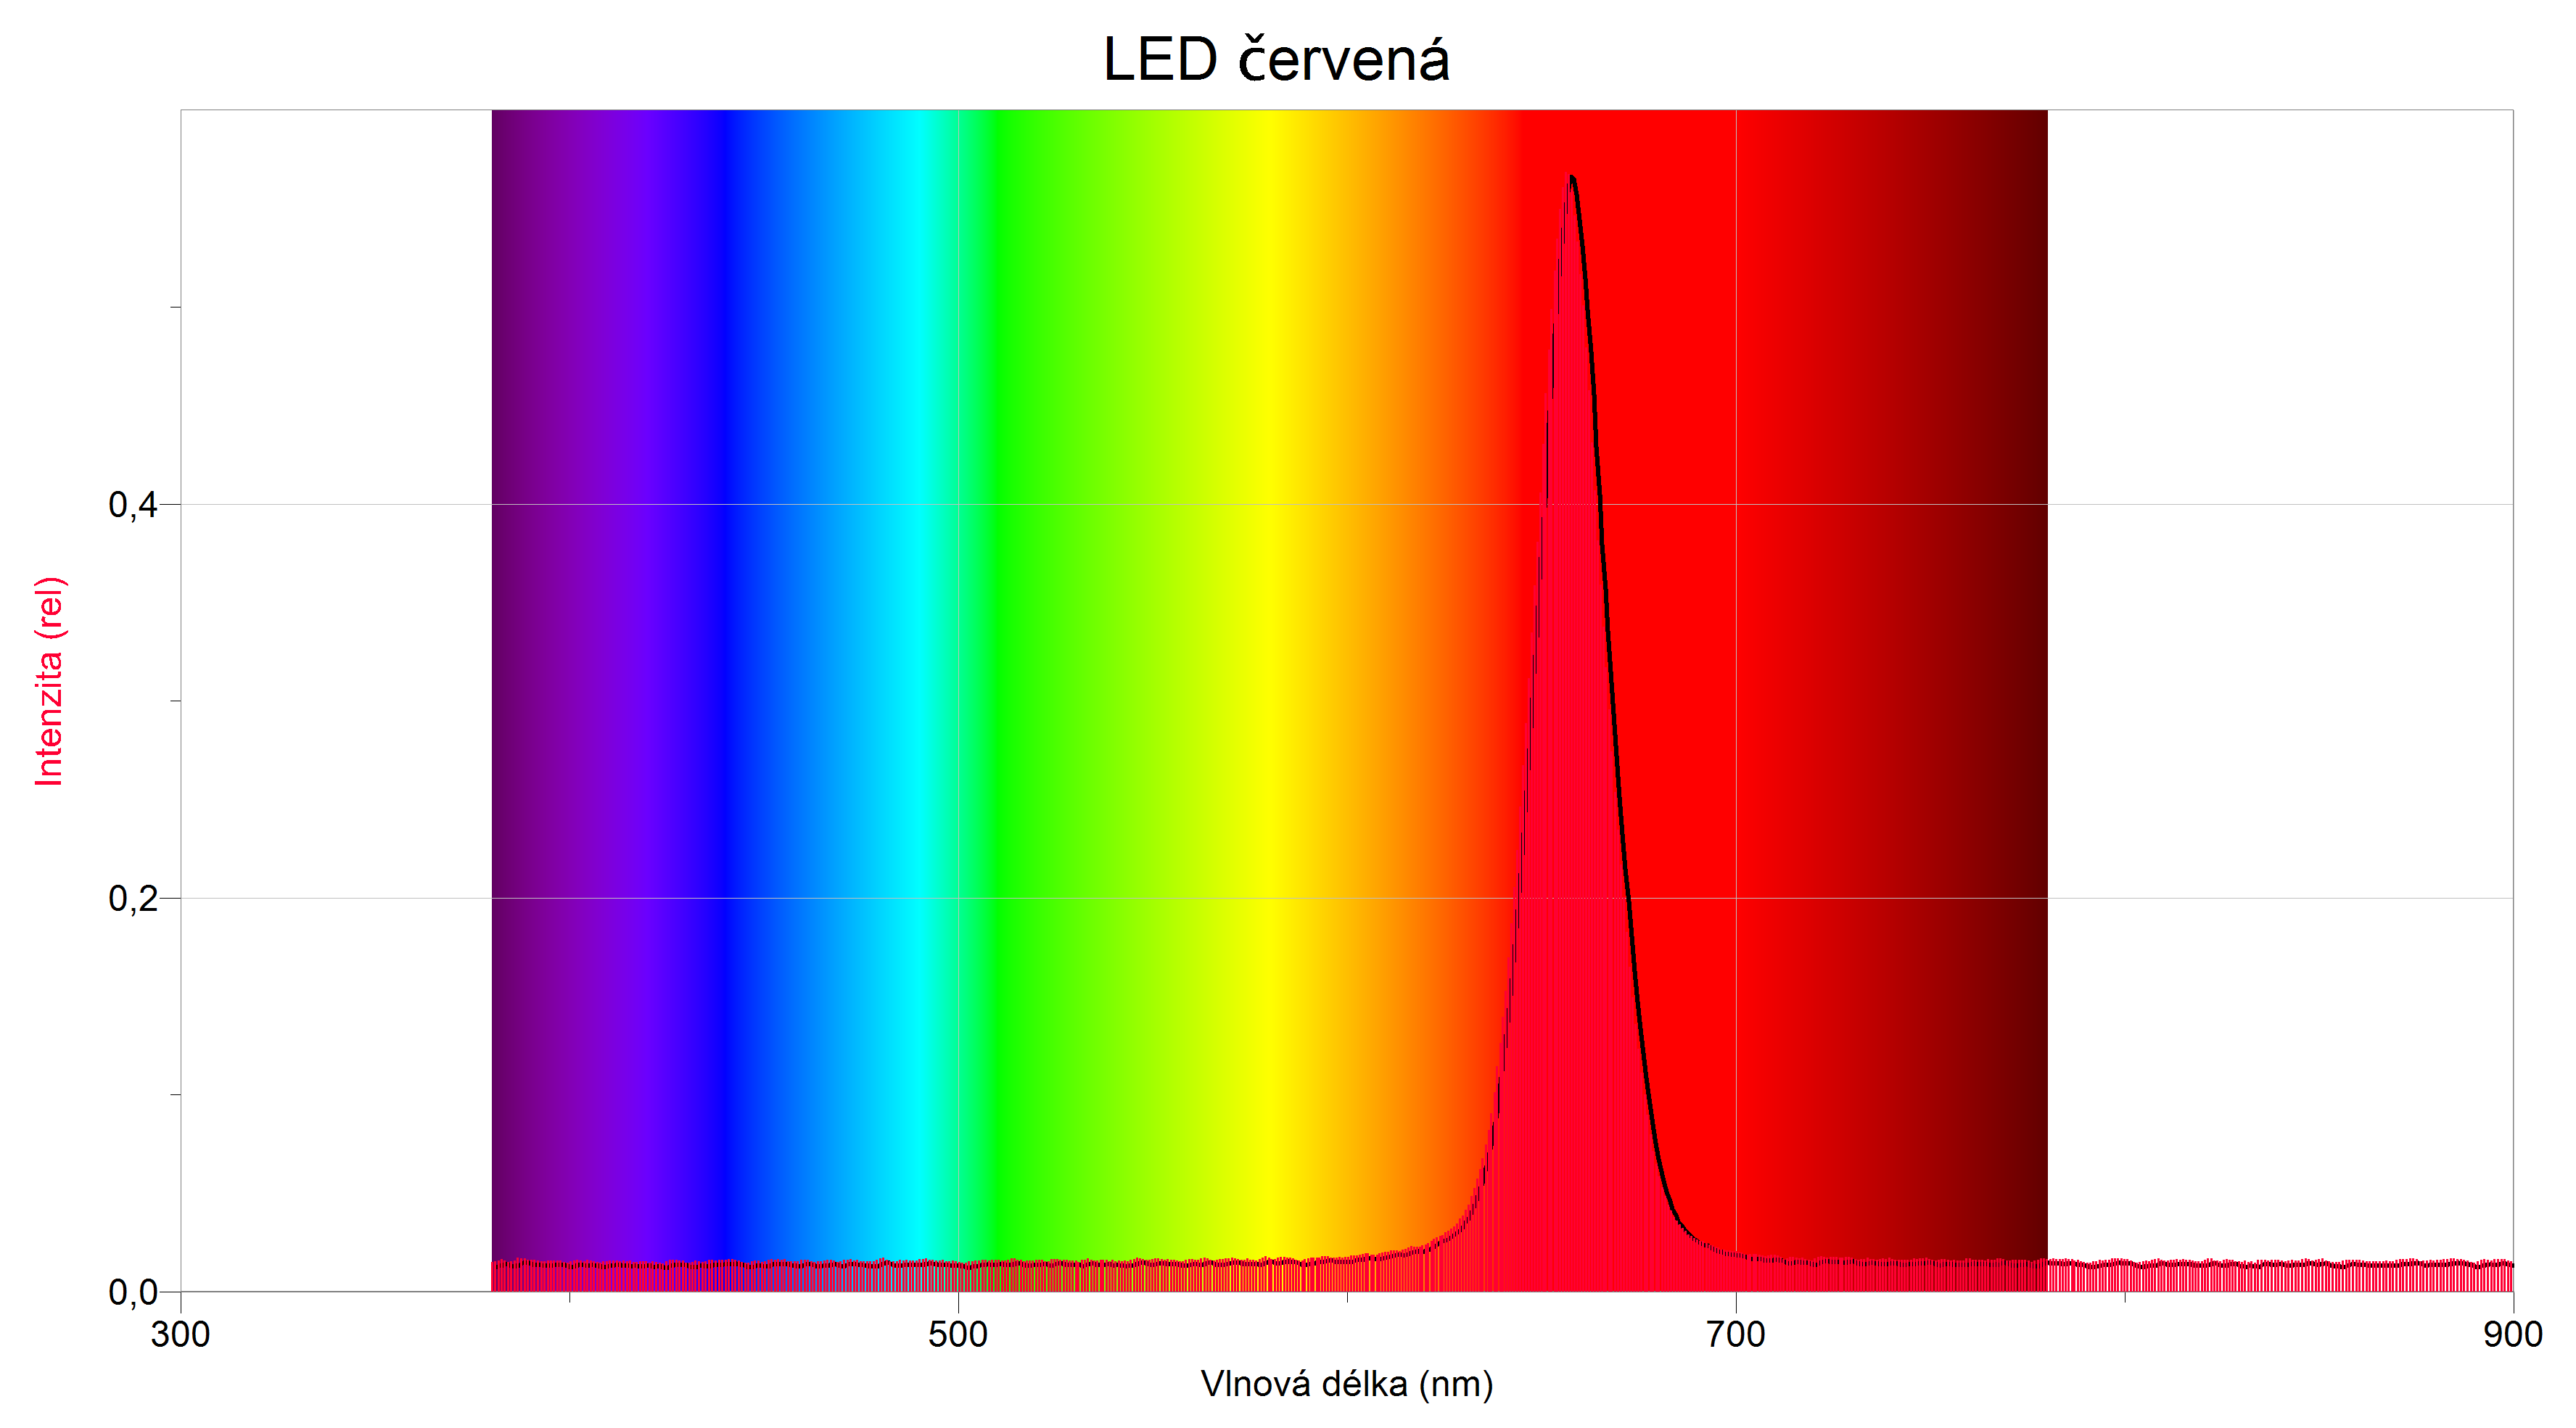 LED červená
0,4
Intenzita (rel)
0,2
0,0
300 500 700 900
Vlnová délka (nm)